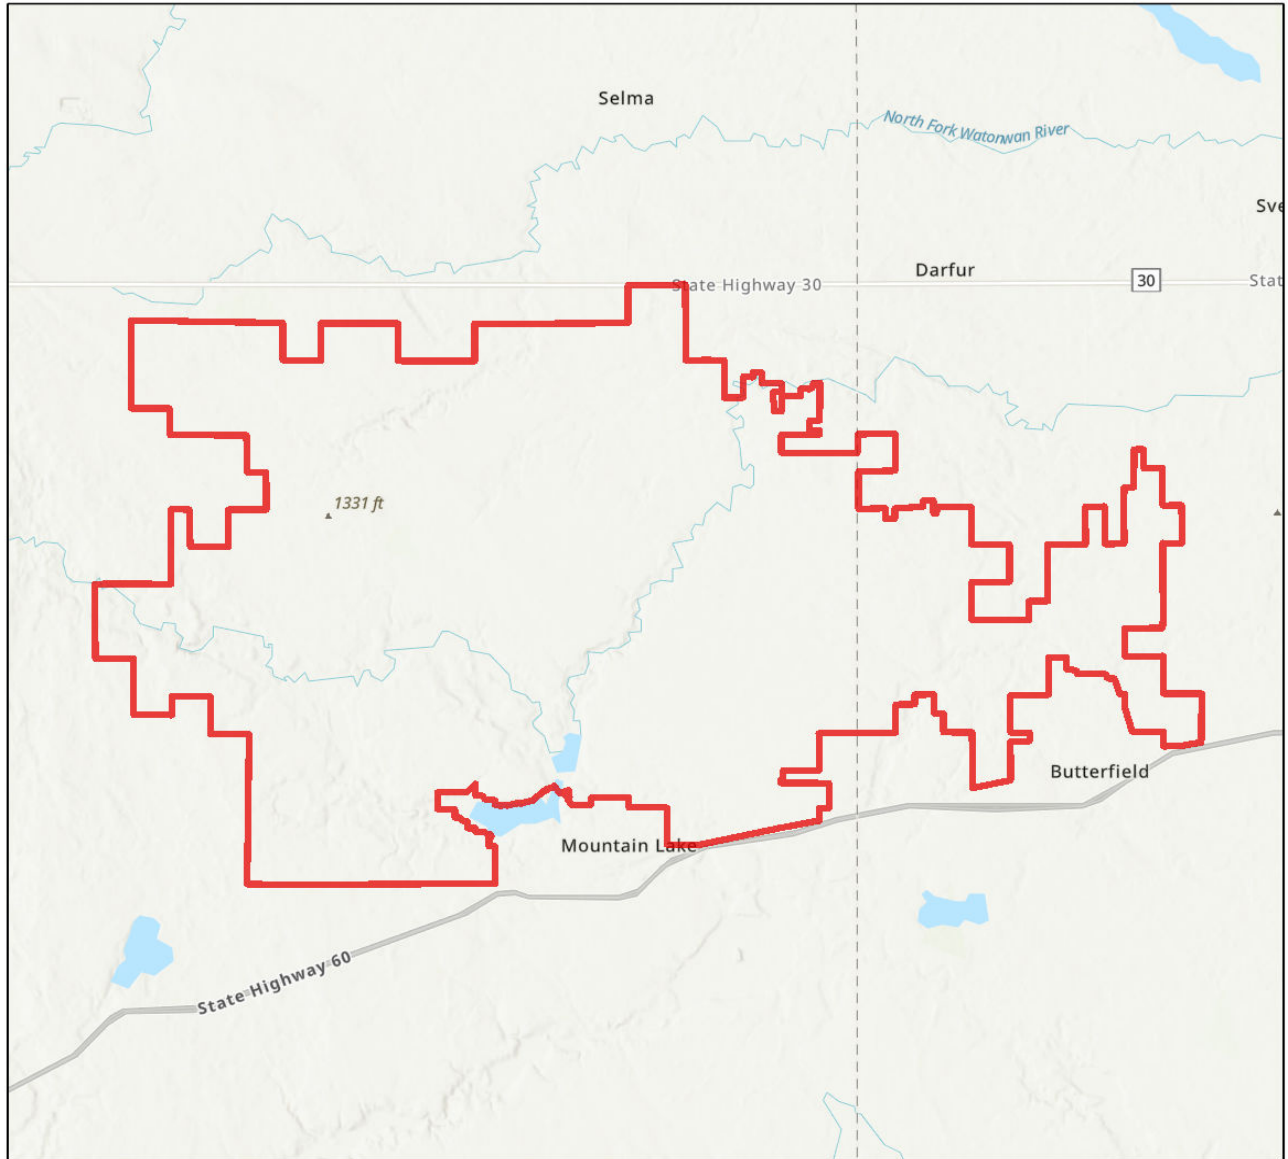 Selma
North Fork Watonwan River
Sve
Darfur
State Highway 30
30
Stat
1331 ft
Butterfield
Mountain Lake
State Highway 60